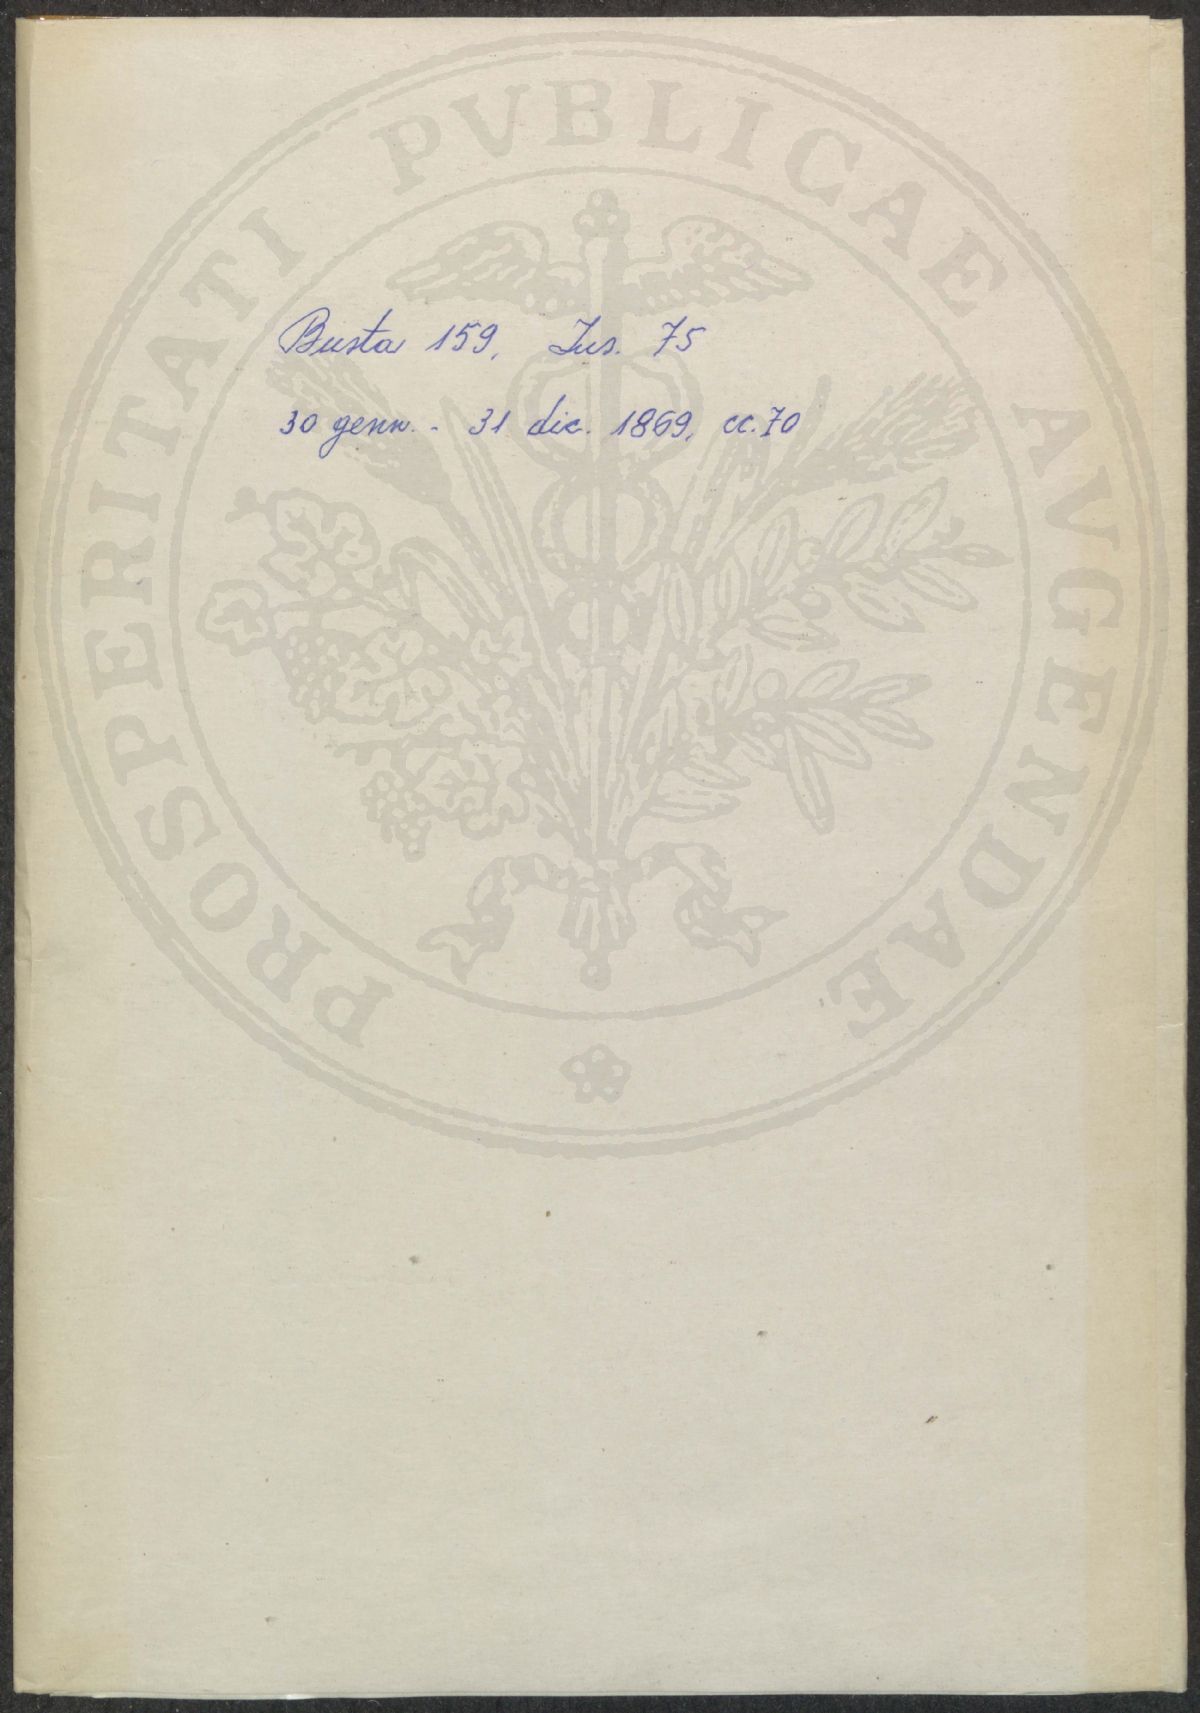 PROSPERITATI PVBLICAE AVGENDAE
Busta 159, Ins. 75
30 genn. - 31 dic. 1869, cc. 70